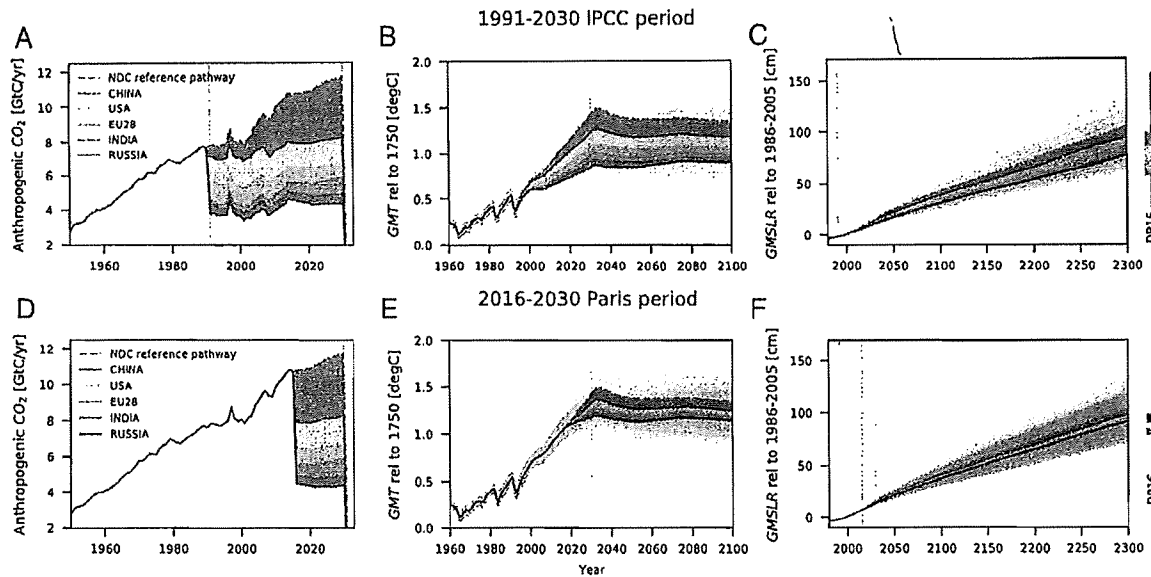 1991-2030 IPCC period
A
B
C
Anthropogenic CO2 [GtC/yr]
12
10
8
6
4
2
NDC reference pathway
CHINA
USA
EU28
INDIA
RUSSIA
1960 1980 2000 2020
GMT rel to 1750 [degC]
2.0
1.5
1.0
0.5
0.0
1960 1980 2000 2020 2040 2060 2080 2100
GMSLR rel to 1986-2005 [cm]
150
100
50
0
2000 2050 2100 2150 2200 2250 2300
2016-2030 Paris period
D
E
F
Anthropogenic CO2 [GtC/yr]
12
10
8
6
4
2
NDC reference pathway
CHINA
USA
EU28
INDIA
RUSSIA
1960 1980 2000 2020
GMT rel to 1750 [degC]
2.0
1.5
1.0
0.5
0.0
1960 1980 2000 2020 2040 2060 2080 2100
Year
GMSLR rel to 1986-2005 [cm]
150
100
50
0
2000 2050 2100 2150 2200 2250 2300